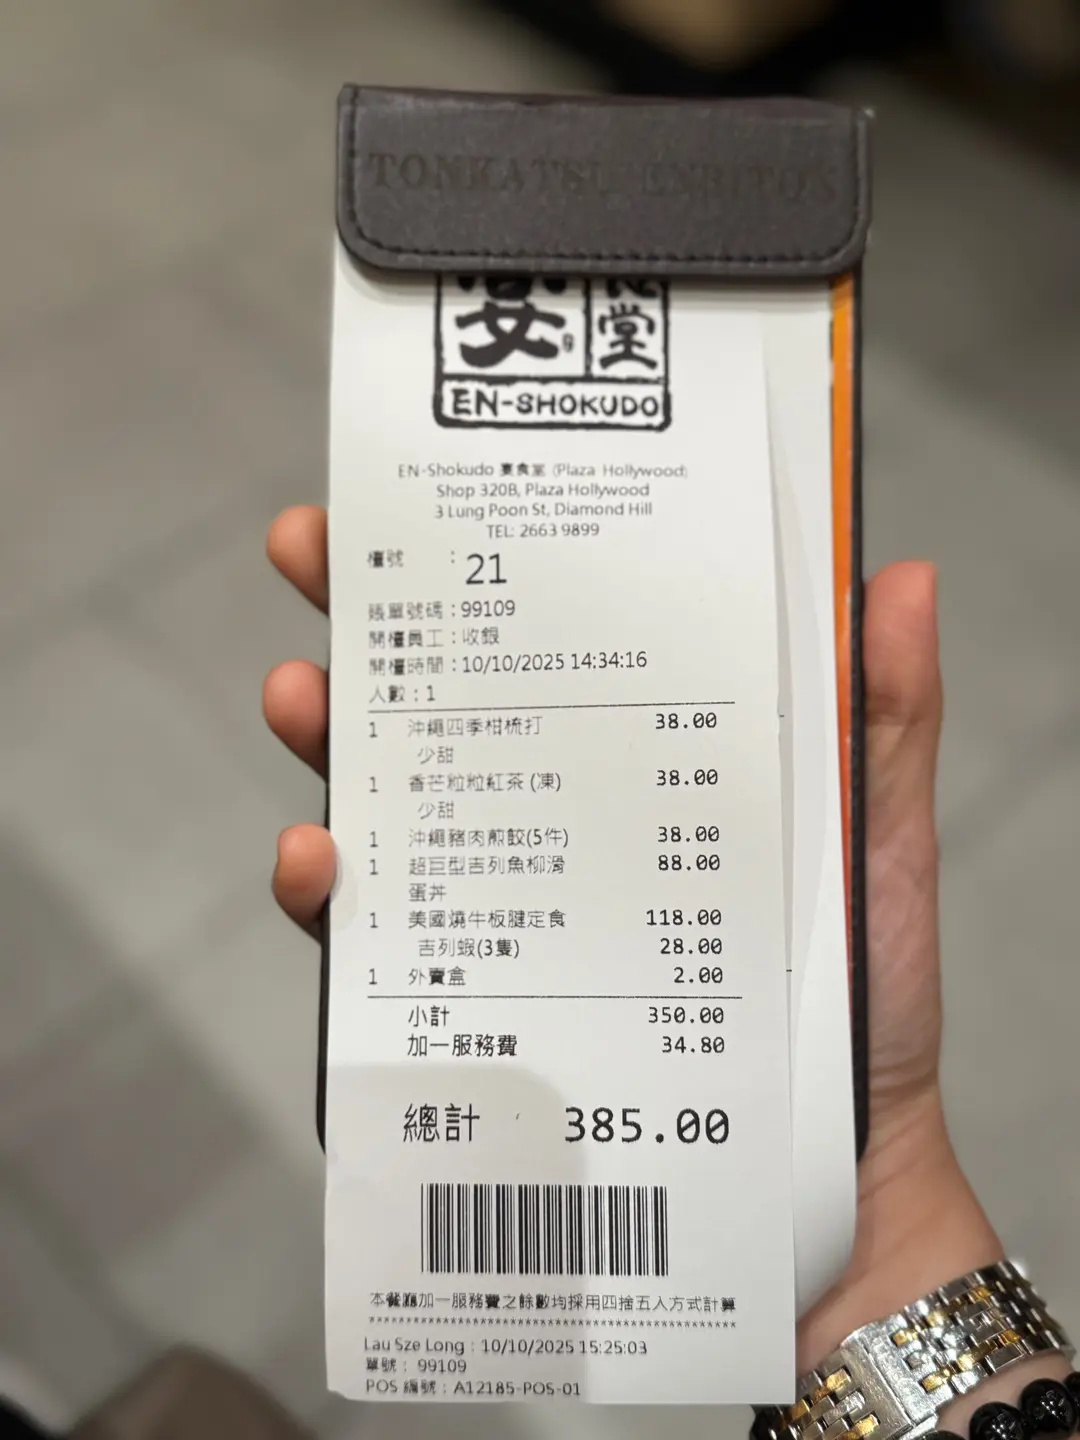 TONKATSU ENBITON
宴食堂
EN-SHOKUDO
EN-Shokudo 宴食堂 (Plaza Hollywood)
Shop 320B, Plaza Hollywood
3 Lung Poon St, Diamond Hill
TEL: 2663 9899
檯號 : 21
賬單號碼 : 99109
開檯員工 : 收銀
開檯時間 : 10/10/2025 14:34:16
人數 : 1
1 沖繩四季柑梳打 38.00
少甜
1 香芒粒粒紅茶 (凍) 38.00
少甜
1 沖繩豬肉煎餃(5件) 38.00
1 超巨型吉列魚柳滑 88.00
蛋丼
1 美國燒牛板腱定食 118.00
吉列蝦(3隻) 28.00
1 外賣盒 2.00
小計 350.00
加一服務費 34.80
總計 385.00
本餐廳加一服務費之餘數均採用四捨五入方式計算
************************************************
Lau Sze Long : 10/10/2025 15:25:03
單號 : 99109
POS 編號 : A12185-POS-01